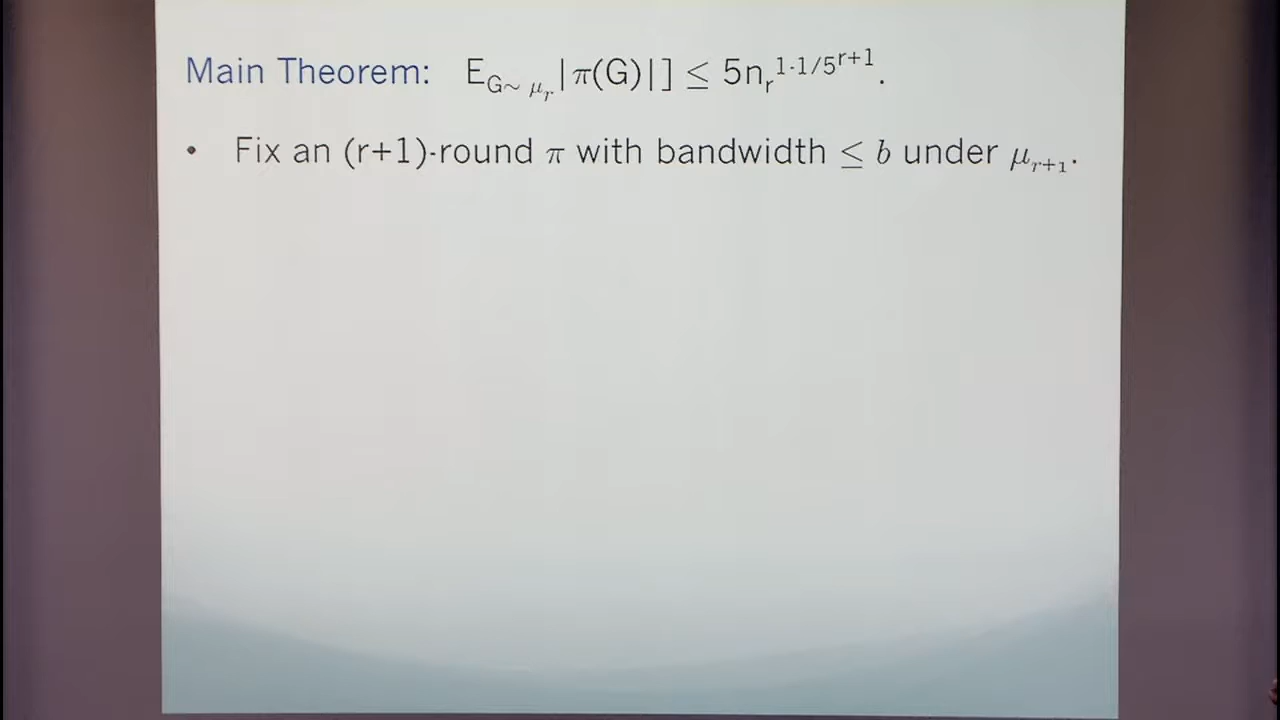 Main Theorem: E_{G∼ μ_r}|π(G)|] ≤ 5n_r^{1-1/5^{r+1}}.
• Fix an (r+1)-round π with bandwidth ≤ b under μ_{r+1}.